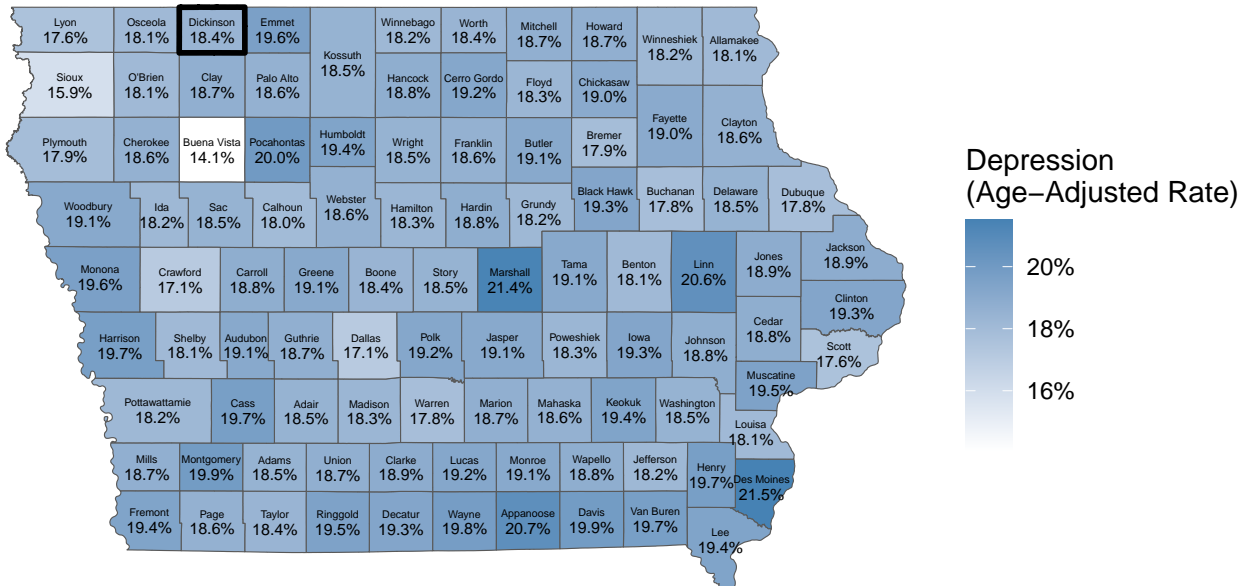 Lyon
17.6%
Osceola
18.1%
Dickinson
18.4%
Emmet
19.6%
Winnebago
18.2%
Worth
18.4%
Mitchell
18.7%
Howard
18.7%
Winneshiek
18.2%
Allamakee
18.1%
Kossuth
18.5%
Sioux
15.9%
O'Brien
18.1%
Clay
18.7%
Palo Alto
18.6%
Hancock
18.8%
Cerro Gordo
19.2%
Floyd
18.3%
Chickasaw
19.0%
Fayette
19.0%
Clayton
18.6%
Plymouth
17.9%
Cherokee
18.6%
Buena Vista
14.1%
Pocahontas
20.0%
Humboldt
19.4%
Wright
18.5%
Franklin
18.6%
Butler
19.1%
Bremer
17.9%
Woodbury
19.1%
Ida
18.2%
Sac
18.5%
Calhoun
18.0%
Webster
18.6%
Hamilton
18.3%
Hardin
18.8%
Grundy
18.2%
Black Hawk
19.3%
Buchanan
17.8%
Delaware
18.5%
Dubuque
17.8%
Monona
19.6%
Crawford
17.1%
Carroll
18.8%
Greene
19.1%
Boone
18.4%
Story
18.5%
Marshall
21.4%
Tama
19.1%
Benton
18.1%
Linn
20.6%
Jones
18.9%
Jackson
18.9%
Clinton
19.3%
Harrison
19.7%
Shelby
18.1%
Audubon
19.1%
Guthrie
18.7%
Dallas
17.1%
Polk
19.2%
Jasper
19.1%
Poweshiek
18.3%
Iowa
19.3%
Johnson
18.8%
Cedar
18.8%
Scott
17.6%
Muscatine
19.5%
Pottawattamie
18.2%
Cass
19.7%
Adair
18.5%
Madison
18.3%
Warren
17.8%
Marion
18.7%
Mahaska
18.6%
Keokuk
19.4%
Washington
18.5%
Louisa
18.1%
Mills
18.7%
Montgomery
19.9%
Adams
18.5%
Union
18.7%
Clarke
18.9%
Lucas
19.2%
Monroe
19.1%
Wapello
18.8%
Jefferson
18.2%
Henry
19.7%
Des Moines
21.5%
Fremont
19.4%
Page
18.6%
Taylor
18.4%
Ringgold
19.5%
Decatur
19.3%
Wayne
19.8%
Appanoose
20.7%
Davis
19.9%
Van Buren
19.7%
Lee
19.4%
Depression
(Age−Adjusted Rate)
20%
18%
16%